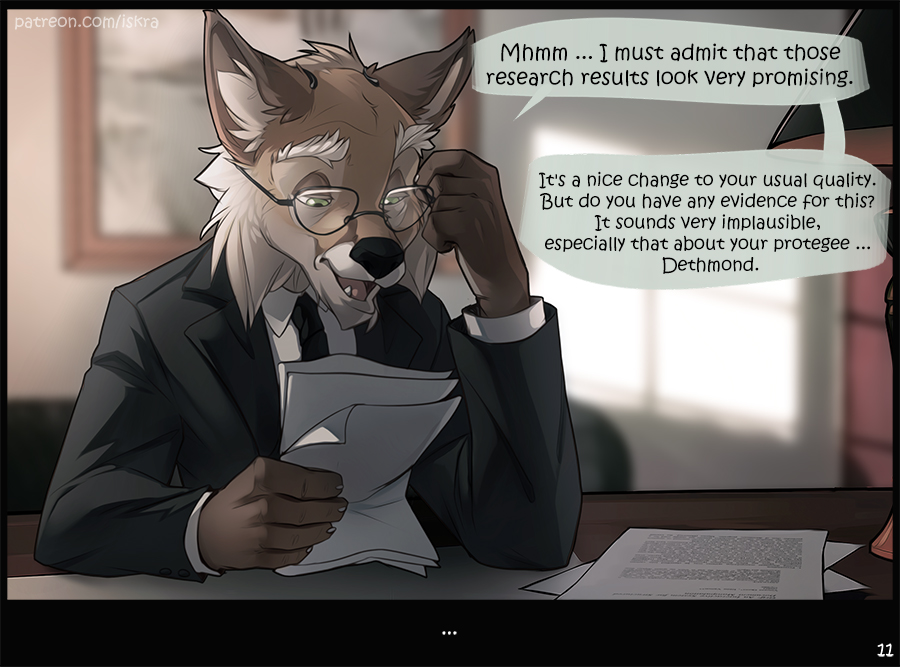 patreon.com/iskra
Mhmm ... I must admit that those
research results look very promising.
It's a nice change to your usual quality.
But do you have any evidence for this?
It sounds very implausible,
especially that about your protegee ...
Dethmond.
...
11